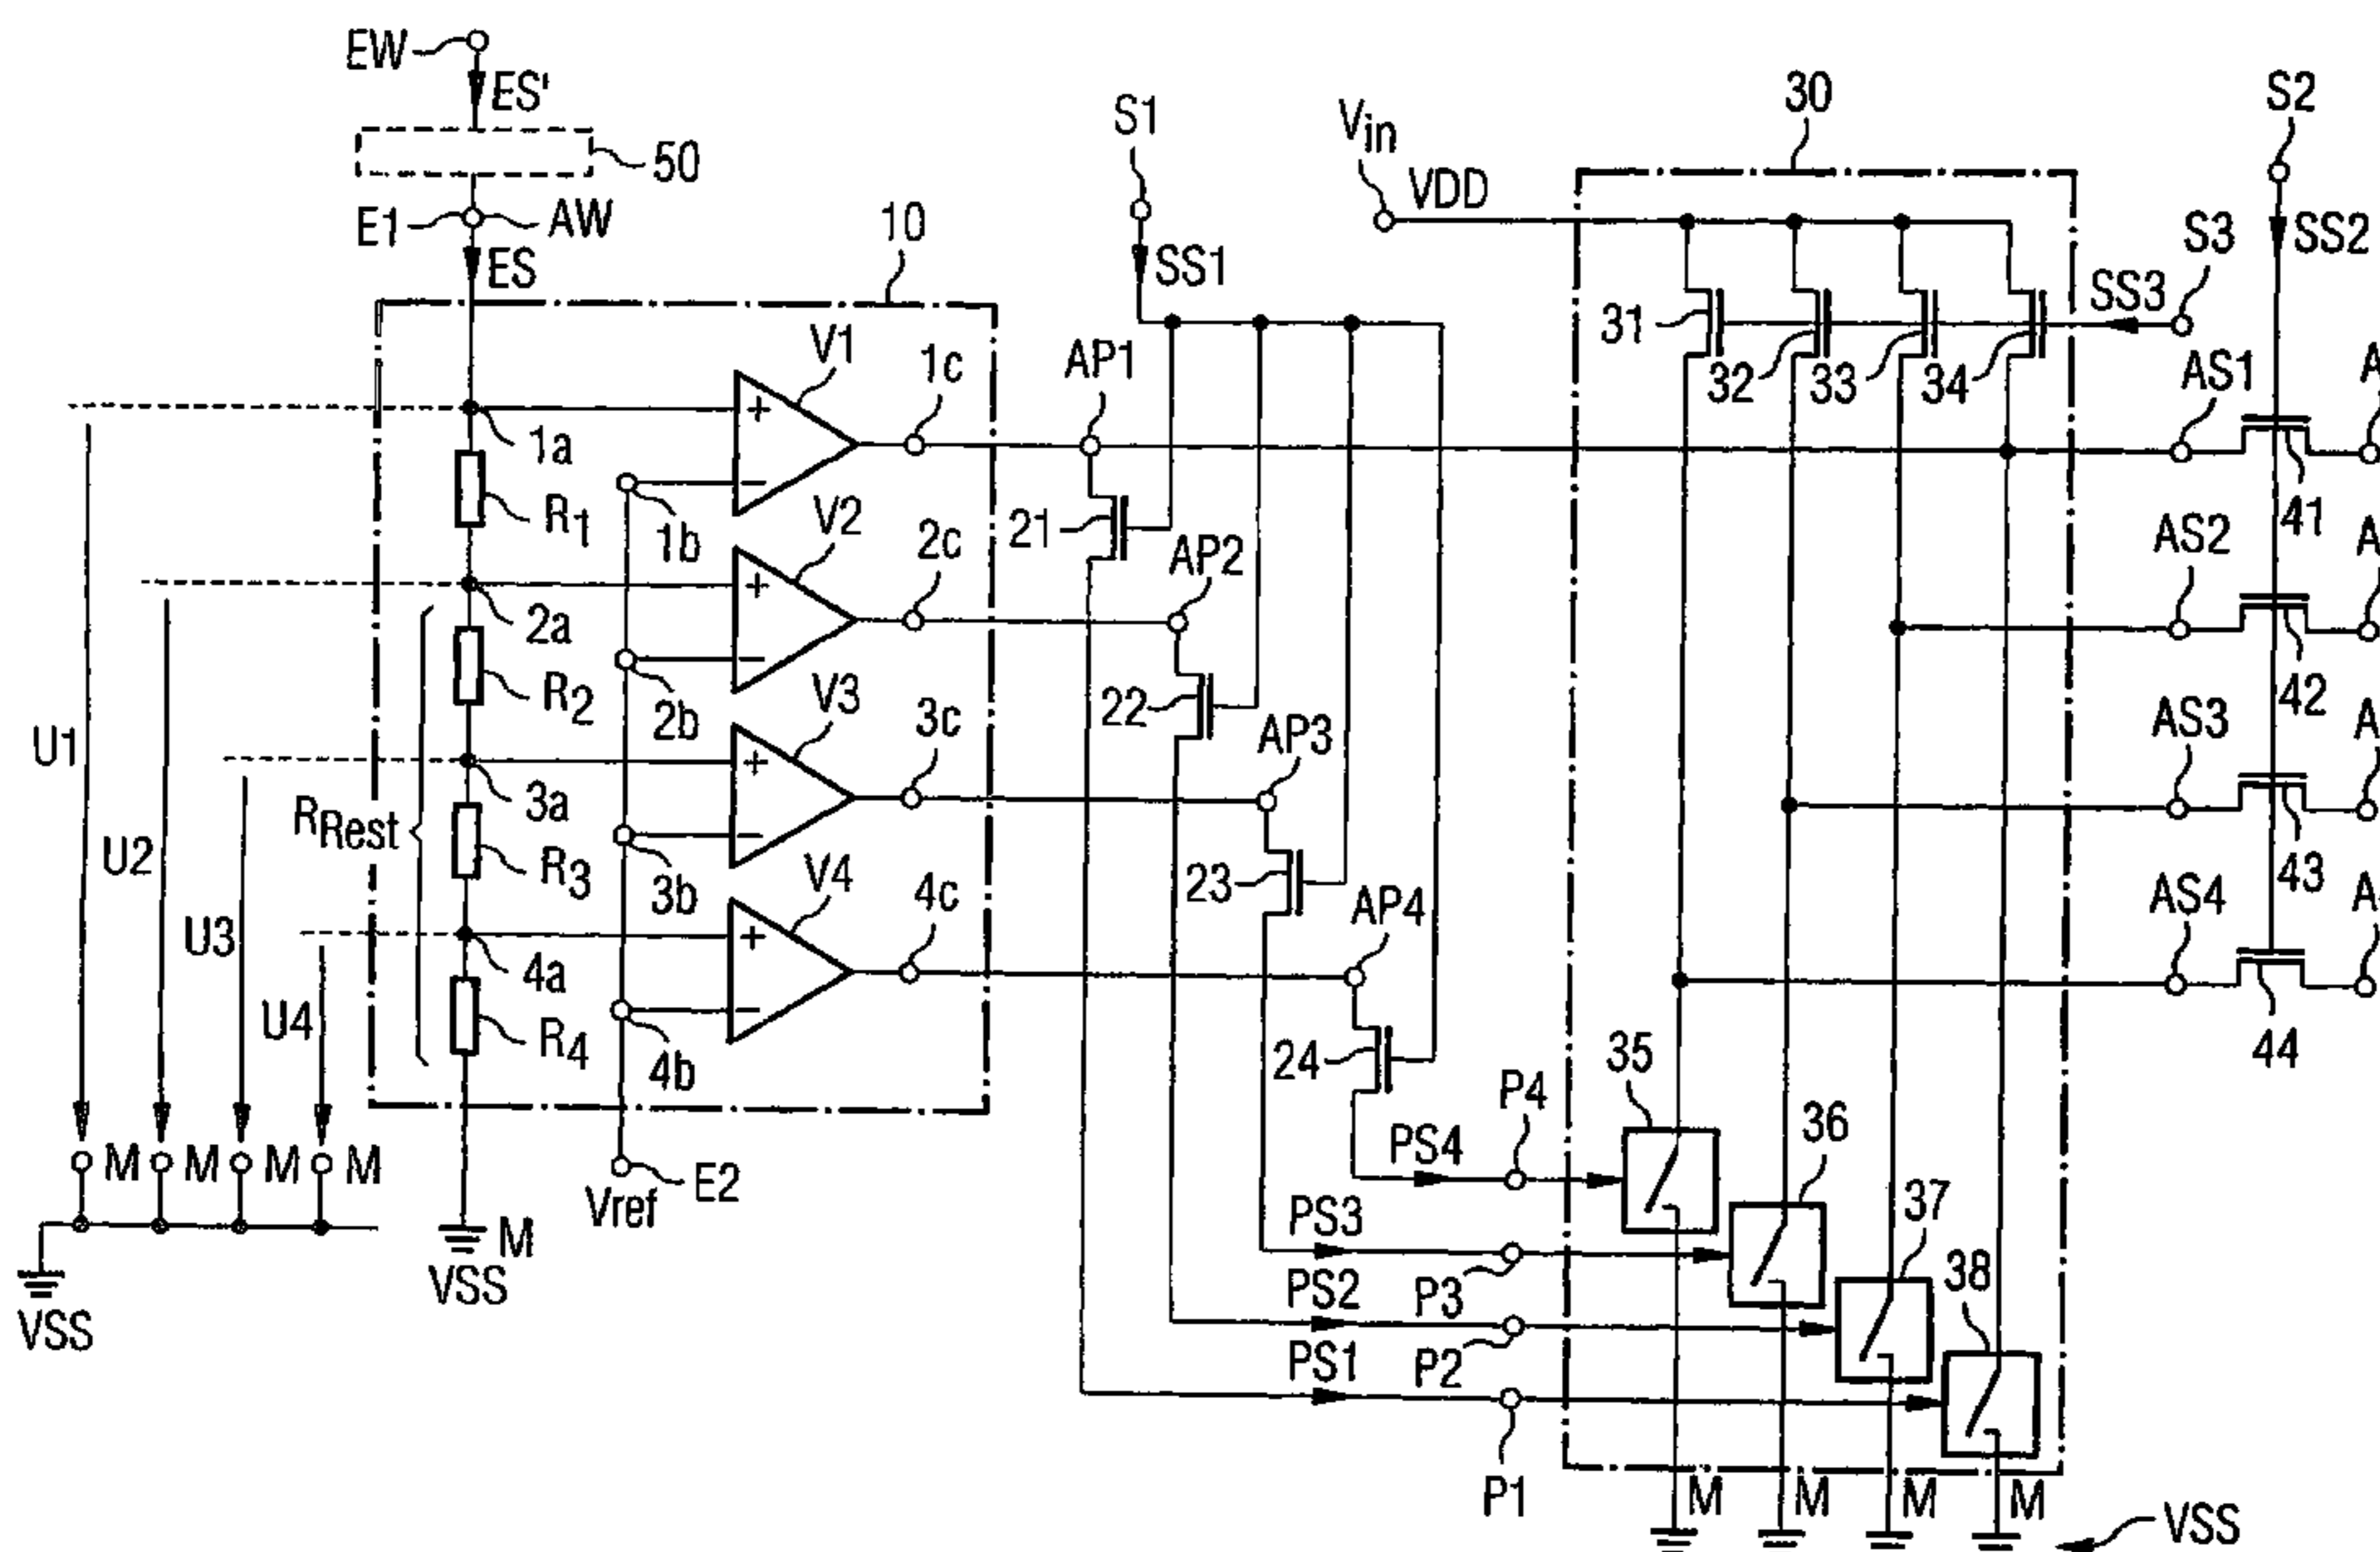 EW
ES'
50
E1
AW
ES
10
S1
SS1
Vin
VDD
30
S2
SS2
S3
SS3
31
32
33
34
V1
1c
AP1
1a
R1
1b
21
AS1
A
41
V2
2c
AP2
2a
R2
2b
22
AS2
A
42
V3
3c
AP3
3a
RRest
R3
3b
23
AS3
A
43
V4
4c
AP4
4a
R4
4b
24
AS4
A
44
U1
U2
U3
U4
M
M
M
M
VSS
M
VSS
Vref
E2
PS4
P4
PS3
P3
PS2
P2
PS1
P1
35
36
37
38
M
M
M
M
VSS